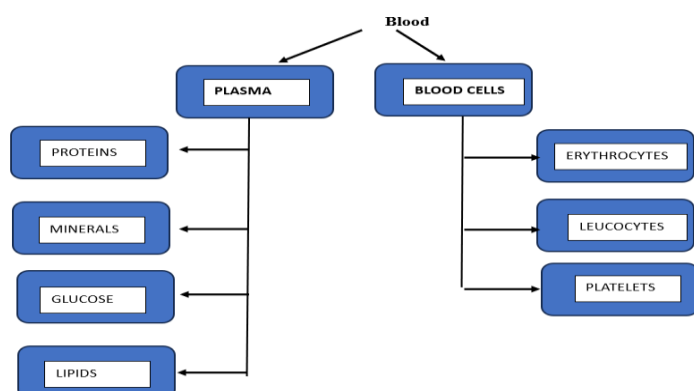 Blood
PLASMA
BLOOD CELLS
PROTEINS
ERYTHROCYTES
MINERALS
LEUCOCYTES
GLUCOSE
PLATELETS
LIPIDS